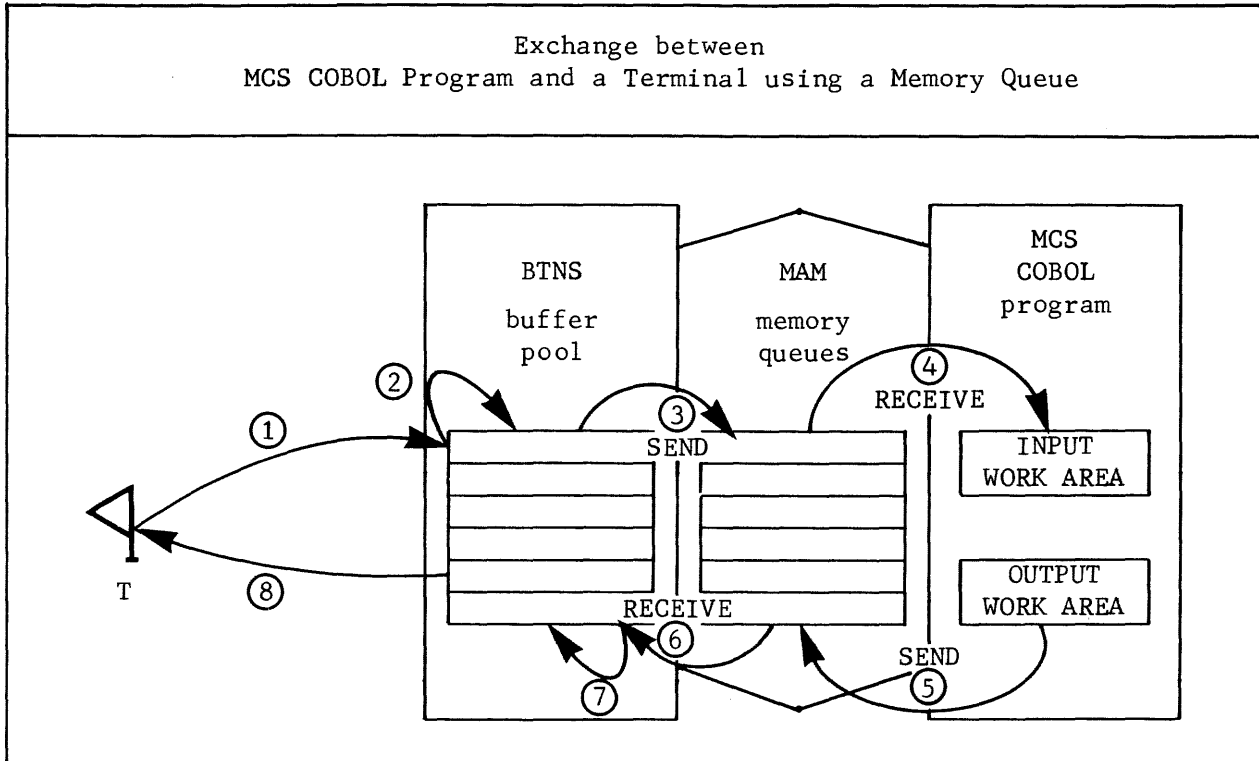 Exchange between
MCS COBOL Program and a Terminal using a Memory Queue
BTNS
buffer
pool
MAM
memory
queues
MCS
COBOL
program
2
4
RECEIVE
1
3
SEND
INPUT
WORK AREA
T
8
OUTPUT
WORK AREA
RECEIVE
6
SEND
5
7